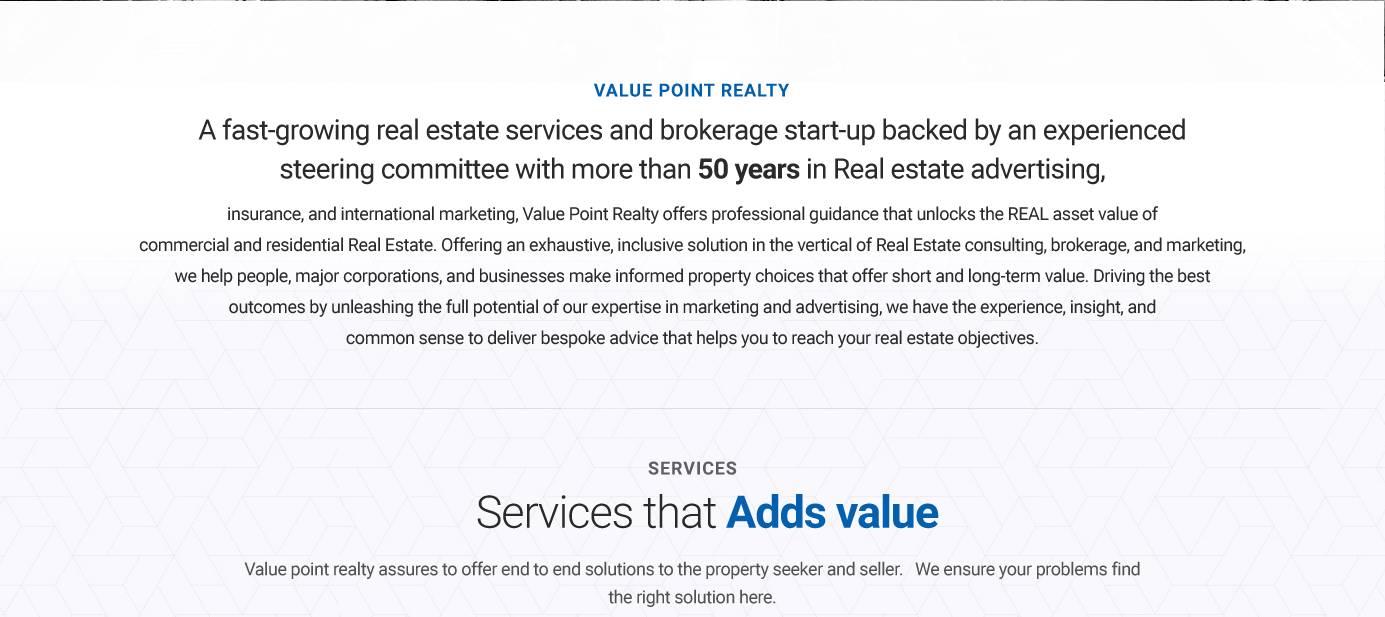 VALUE POINT REALTY
A fast-growing real estate services and brokerage start-up backed by an experienced
steering committee with more than 50 years in Real estate advertising,
insurance, and international marketing, Value Point Realty offers professional guidance that unlocks the REAL asset value of
commercial and residential Real Estate. Offering an exhaustive, inclusive solution in the vertical of Real Estate consulting, brokerage, and marketing,
we help people, major corporations, and businesses make informed property choices that offer short and long-term value. Driving the best
outcomes by unleashing the full potential of our expertise in marketing and advertising, we have the experience, insight, and
common sense to deliver bespoke advice that helps you to reach your real estate objectives.
SERVICES
Services that Adds value
Value point realty assures to offer end to end solutions to the property seeker and seller. We ensure your problems find
the right solution here.